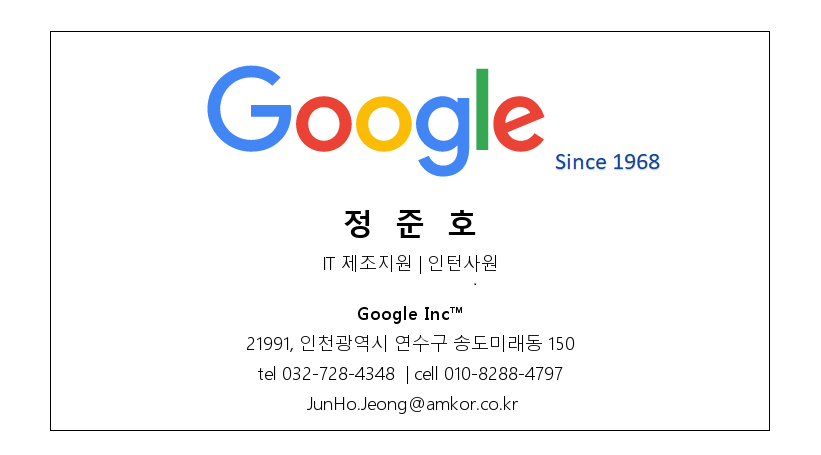 Google
Since 1968
정 준 호
IT 제조지원 | 인턴사원
Google Inc™
21991, 인천광역시 연수구 송도미래동 150
tel 032-728-4348 | cell 010-8288-4797
JunHo.Jeong@amkor.co.kr